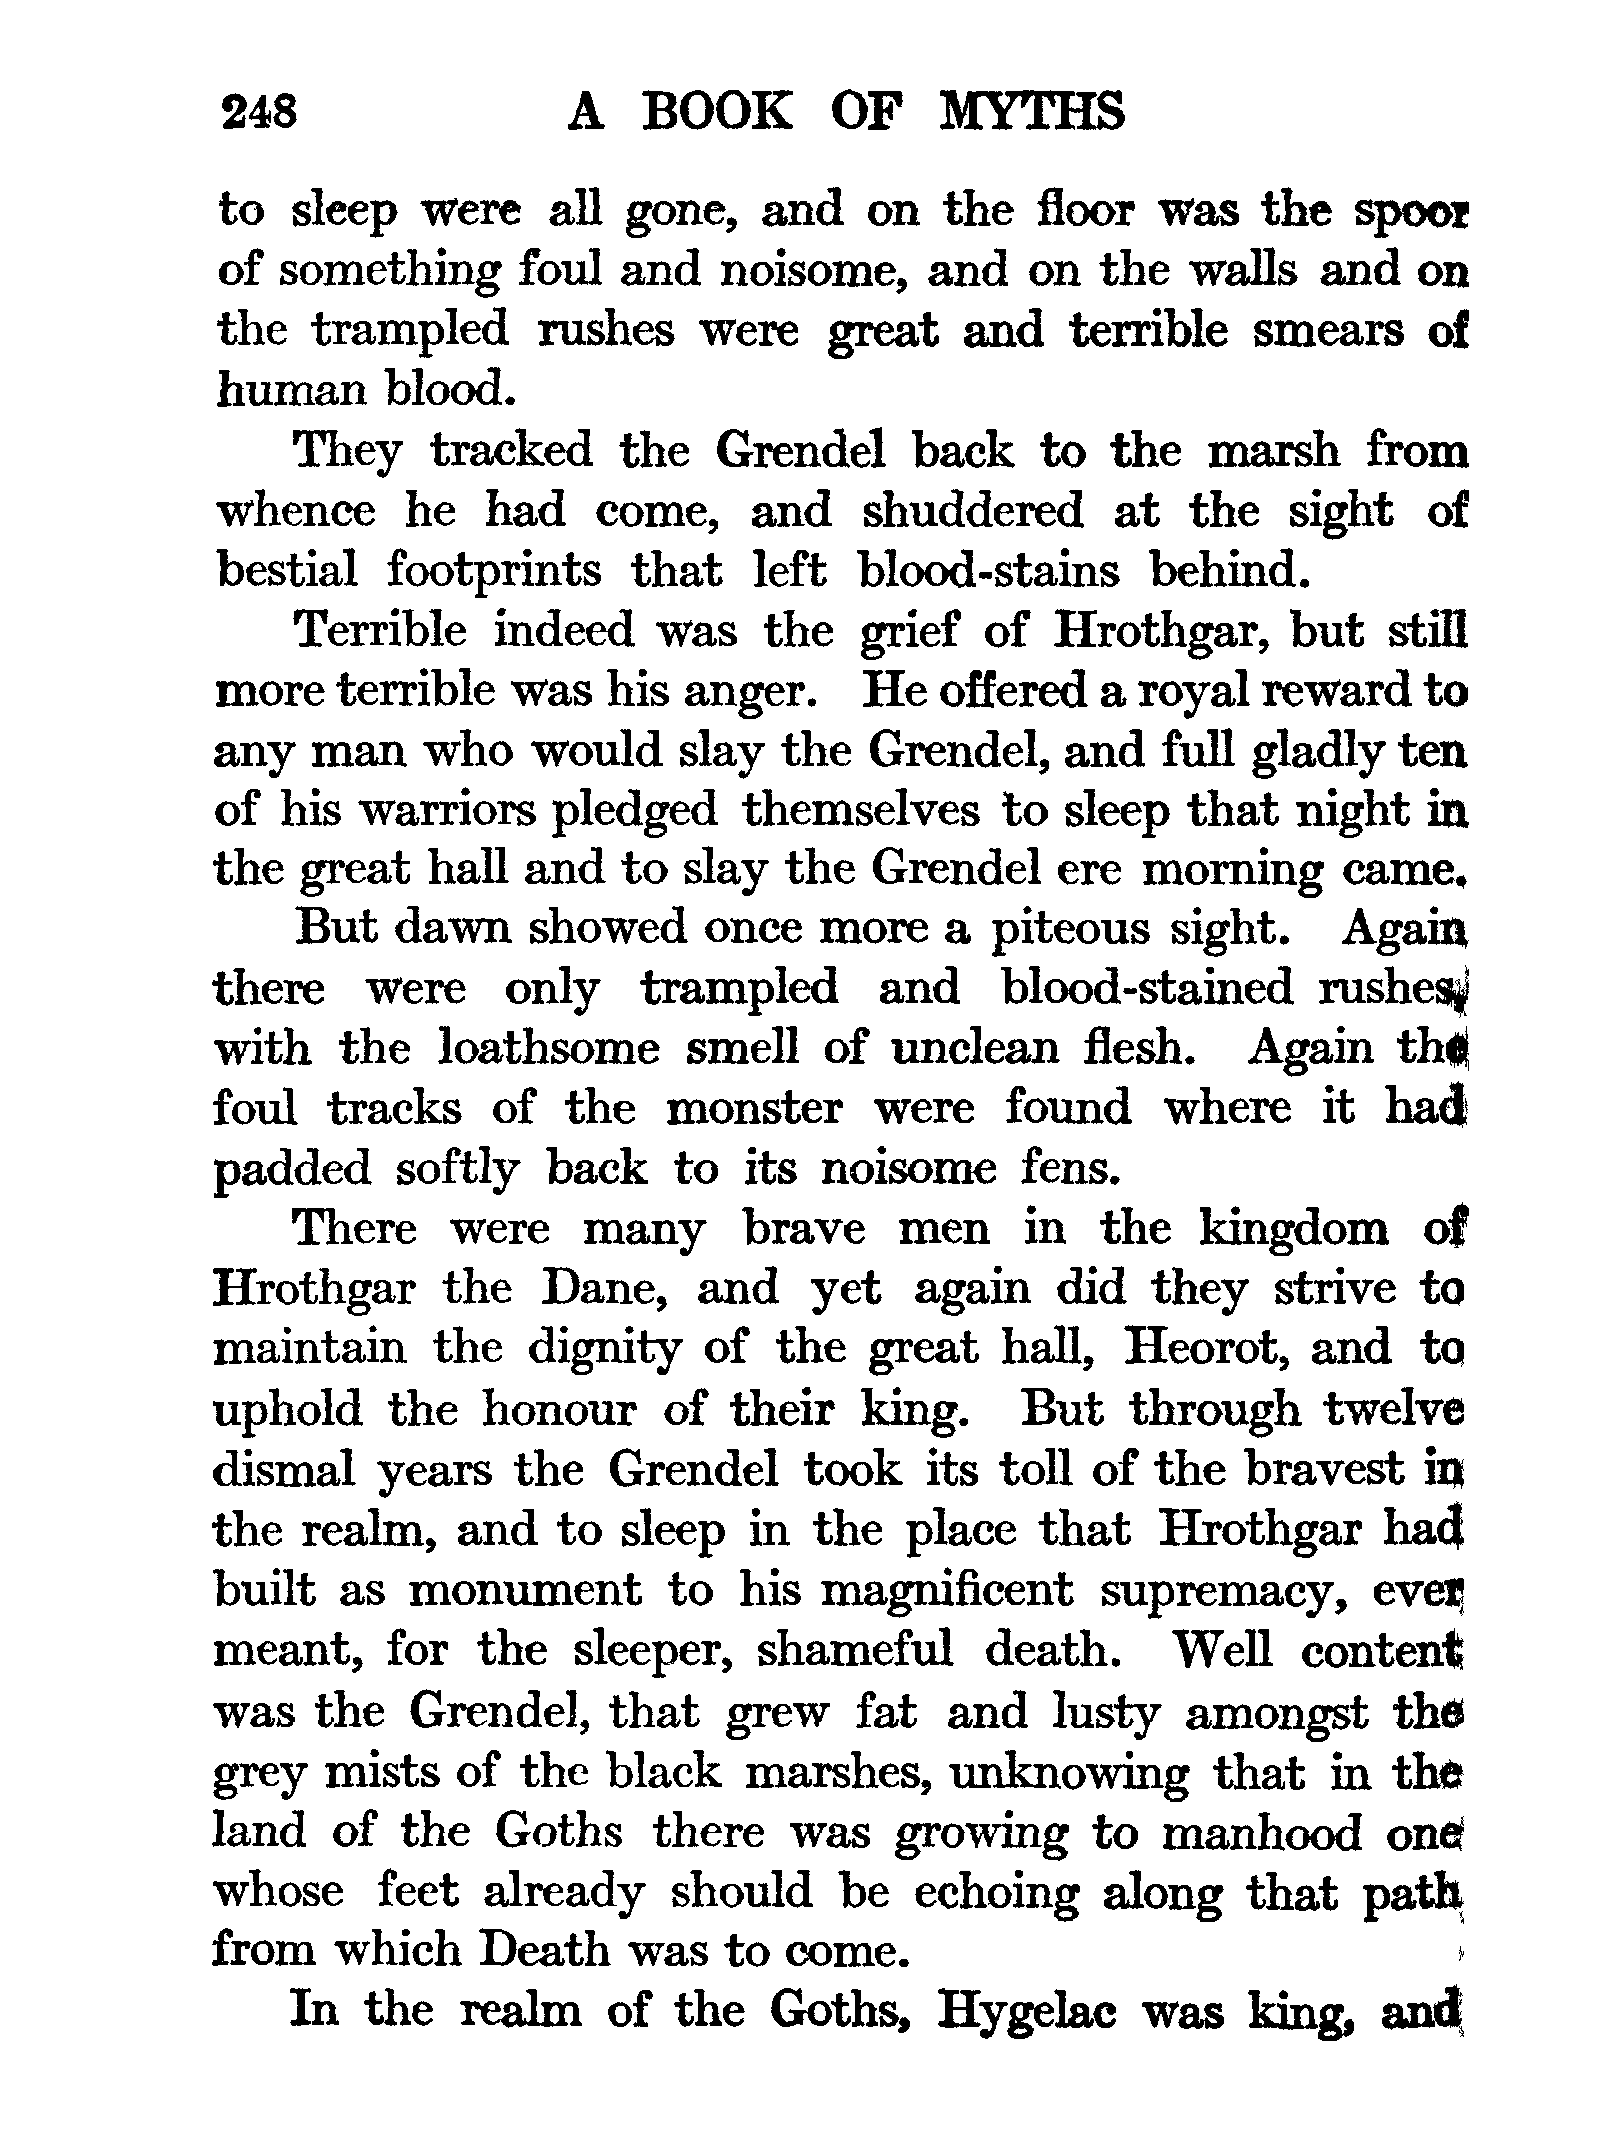 248 A BOOK OF MYTHS
to sleep were all gone, and on the floor was the spoor
of something foul and noisome, and on the walls and on
the trampled rushes were great and terrible smears of
human blood.
They tracked the Grendel back to the marsh from
whence he had come, and shuddered at the sight of
bestial footprints that left blood-stains behind.
Terrible indeed was the grief of Hrothgar, but still
more terrible was his anger. He offered a royal reward to
any man who would slay the Grendel, and full gladly ten
of his warriors pledged themselves to sleep that night in
the great hall and to slay the Grendel ere morning came.
But dawn showed once more a piteous sight. Again
there were only trampled and blood-stained rushes,
with the loathsome smell of unclean flesh. Again the
foul tracks of the monster were found where it had
padded softly back to its noisome fens.
There were many brave men in the kingdom of
Hrothgar the Dane, and yet again did they strive to
maintain the dignity of the great hall, Heorot, and to
uphold the honour of their king. But through twelve
dismal years the Grendel took its toll of the bravest in
the realm, and to sleep in the place that Hrothgar had
built as monument to his magnificent supremacy, ever
meant, for the sleeper, shameful death. Well content
was the Grendel, that grew fat and lusty amongst the
grey mists of the black marshes, unknowing that in the
land of the Goths there was growing to manhood one
whose feet already should be echoing along that path
from which Death was to come.
In the realm of the Goths, Hygelac was king, and